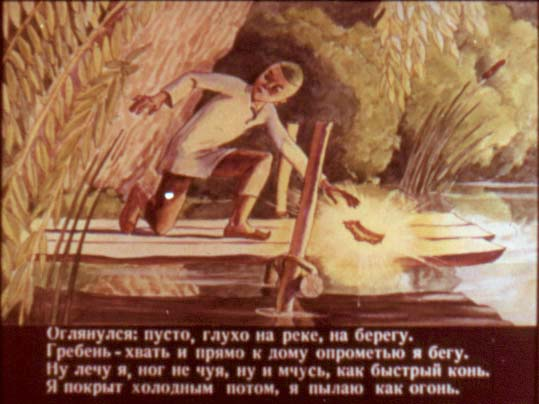 Оглянулся: пусто, глухо на реке, на берегу.
Гребень - хвать и прямо к дому опрометью я бегу.
Ну лечу я, ног не чуя, ну и мчусь, как быстрый конь.
Я покрыт холодным потом, я пылаю как огонь.